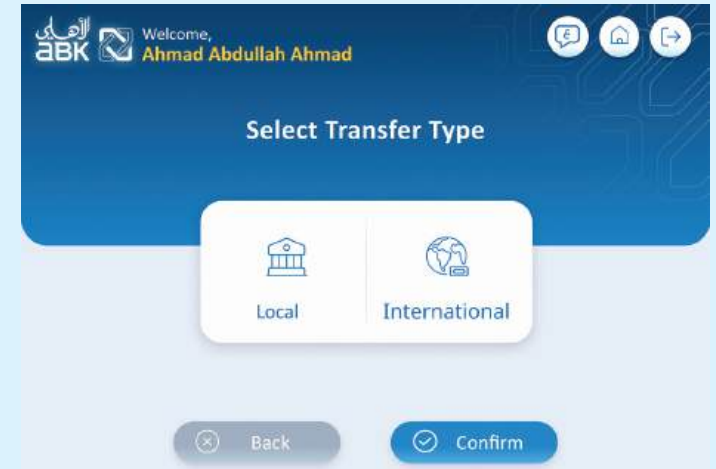 الأهلي
ABK
Welcome,
Ahmad Abdullah Ahmad
ع
Select Transfer Type
Local
International
Back
Confirm